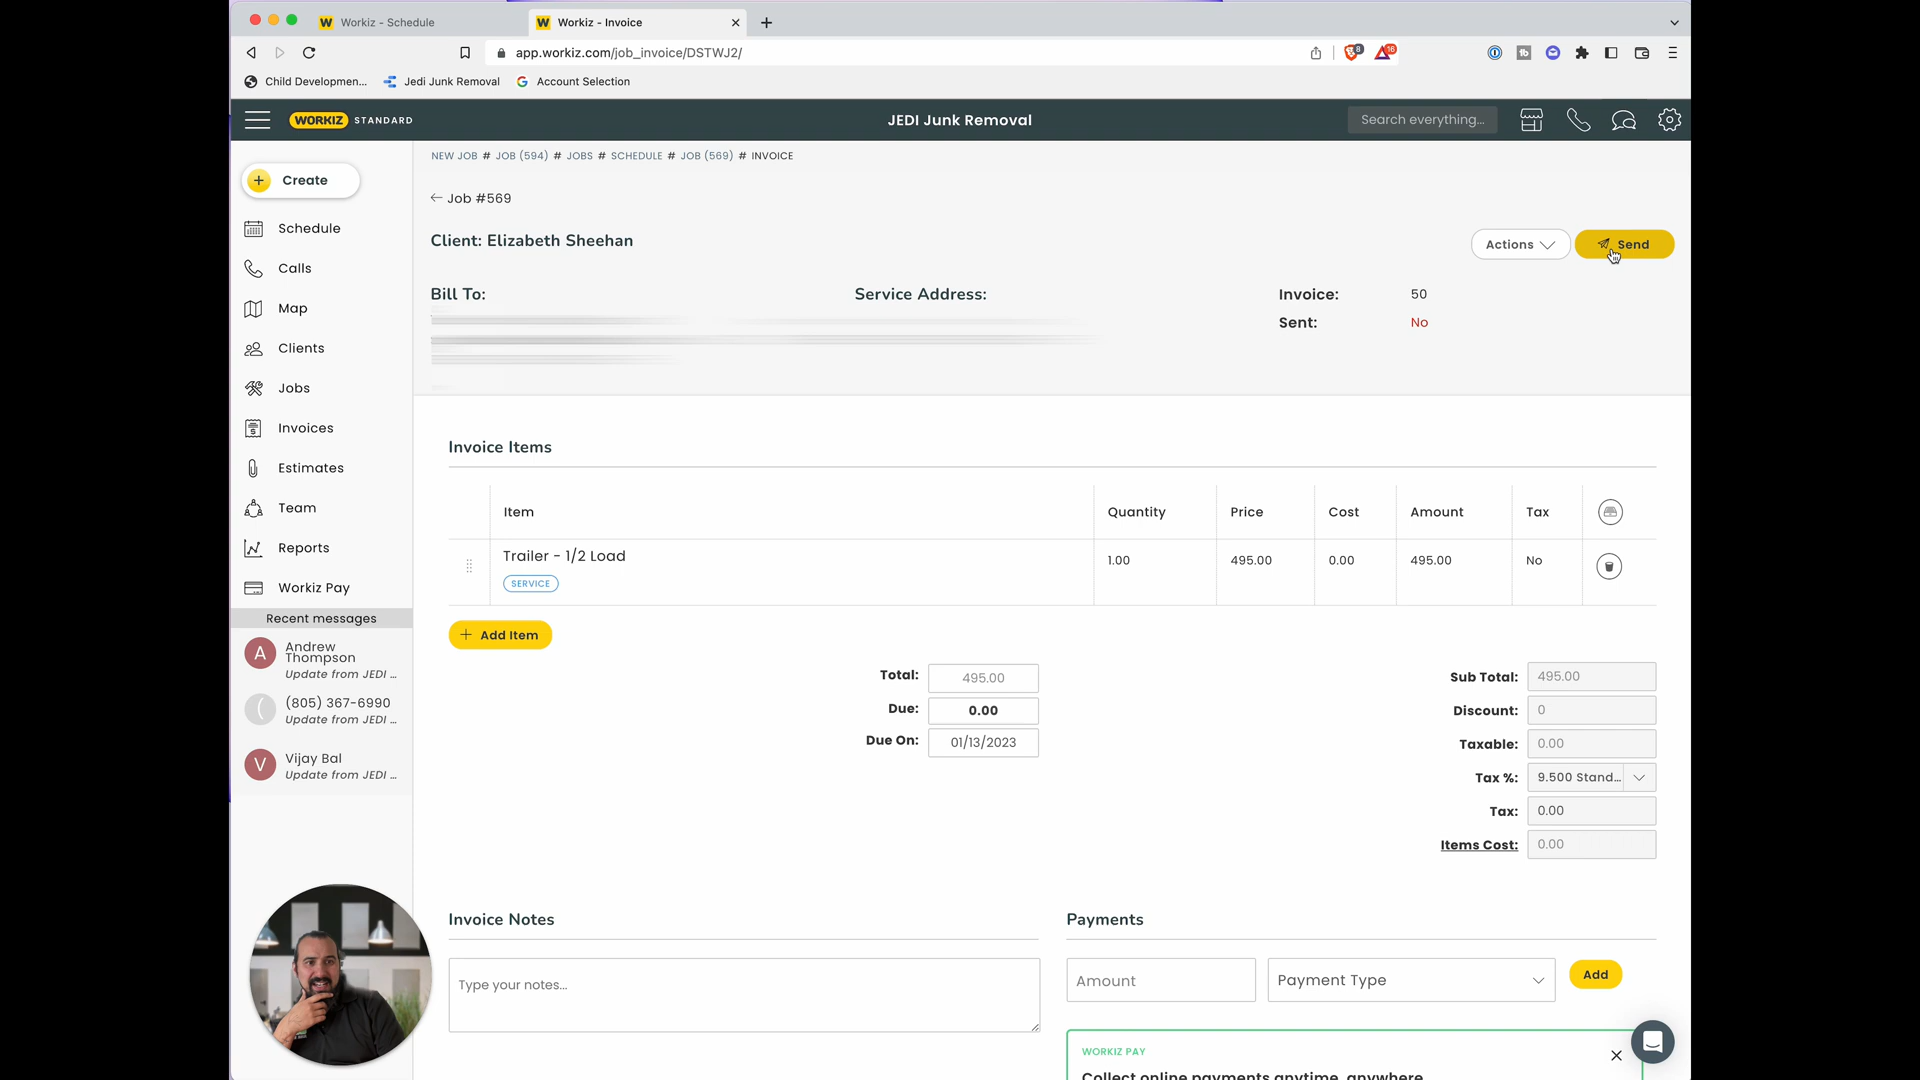 Workiz - Schedule
Workiz - Invoice
app.workiz.com/job_invoice/DSTWJ2/
8
16
tb
Child Developmen...
Jedi Junk Removal
Account Selection
WORKIZ STANDARD
JEDI Junk Removal
Search everything...
NEW JOB # JOB (594) # JOBS # SCHEDULE # JOB (569) # INVOICE
Create
Schedule
Calls
Map
Clients
Jobs
Invoices
Estimates
Team
Reports
Workiz Pay
Recent messages
A
Andrew Thompson
Update from JEDI ...
(
(805) 367-6990
Update from JEDI ...
V
Vijay Bal
Update from JEDI ...
Job #569
Client: Elizabeth Sheehan
Actions
Send
Bill To:
Service Address:
Invoice: 50
Sent: No
Invoice Items
Item Quantity Price Cost Amount Tax
Trailer - 1/2 Load 1.00 495.00 0.00 495.00 No
SERVICE
+ Add Item
Total: 495.00
Due: 0.00
Due On: 01/13/2023
Sub Total: 495.00
Discount: 0
Taxable: 0.00
Tax %: 9.500 Stand...
Tax: 0.00
Items Cost: 0.00
Invoice Notes
Type your notes...
Payments
Amount
Payment Type
Add
WORKIZ PAY
Collect online payments anytime, anywhere